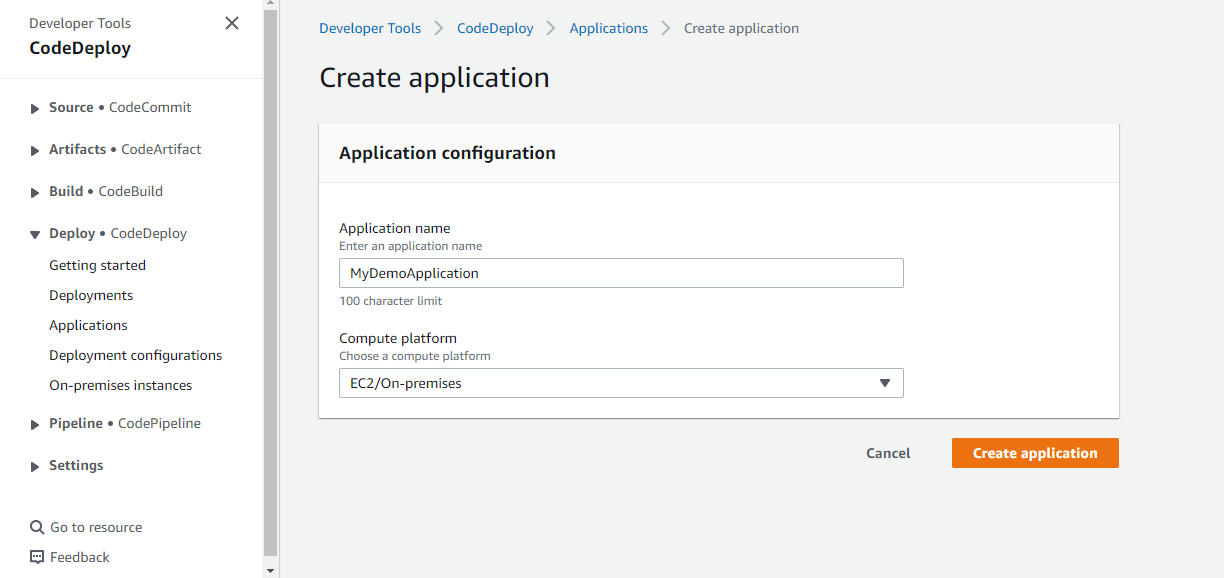 Developer Tools
CodeDeploy
Source • CodeCommit
Artifacts • CodeArtifact
Build • CodeBuild
Deploy • CodeDeploy
Getting started
Deployments
Applications
Deployment configurations
On-premises instances
Pipeline • CodePipeline
Settings
Go to resource
Feedback
Developer Tools > CodeDeploy > Applications > Create application
Create application
Application configuration
Application name
Enter an application name
MyDemoApplication
100 character limit
Compute platform
Choose a compute platform
EC2/On-premises
Cancel Create application